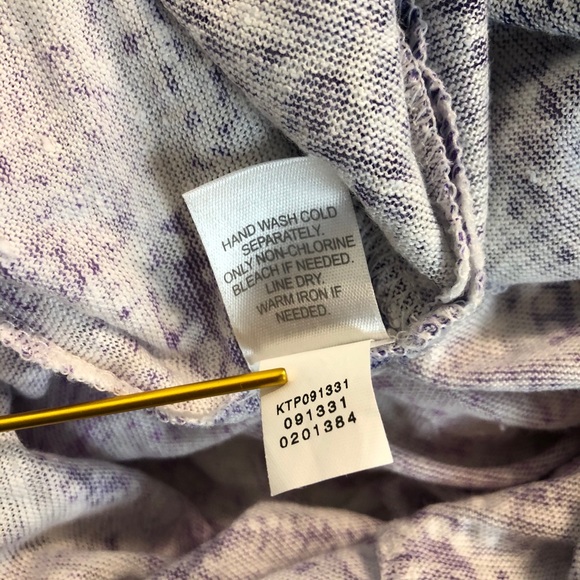 HAND WASH COLD
SEPARATELY.
ONLY NON-CHLORINE
BLEACH IF NEEDED.
LINE DRY.
WARM IRON IF
NEEDED.
KTP091331
091331
0201384